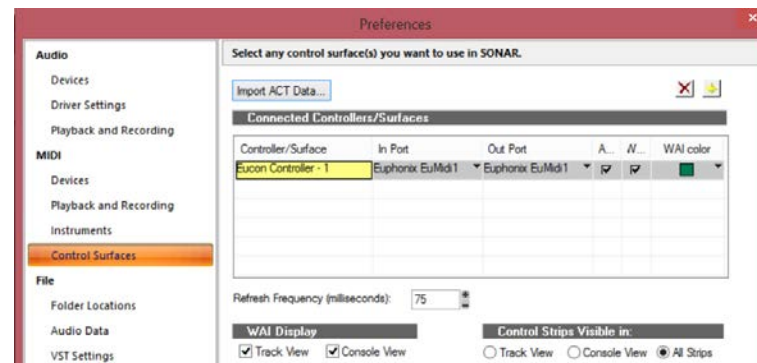 Preferences
Audio
Devices
Driver Settings
Playback and Recording
MIDI
Devices
Playback and Recording
Instruments
Control Surfaces
File
Folder Locations
Audio Data
VST Settings
Select any control surface(s) you want to use in SONAR.
Import ACT Data...
Connected Controllers/Surfaces
Controller/Surface In Port Out Port A... W... WAI color
Eucon Controller - 1 Euphonix EuMidi1 Euphonix EuMidi1
Refresh Frequency (milliseconds): 75
WAI Display
Track View Console View
Control Strips Visible in:
Track View Console View All Strips